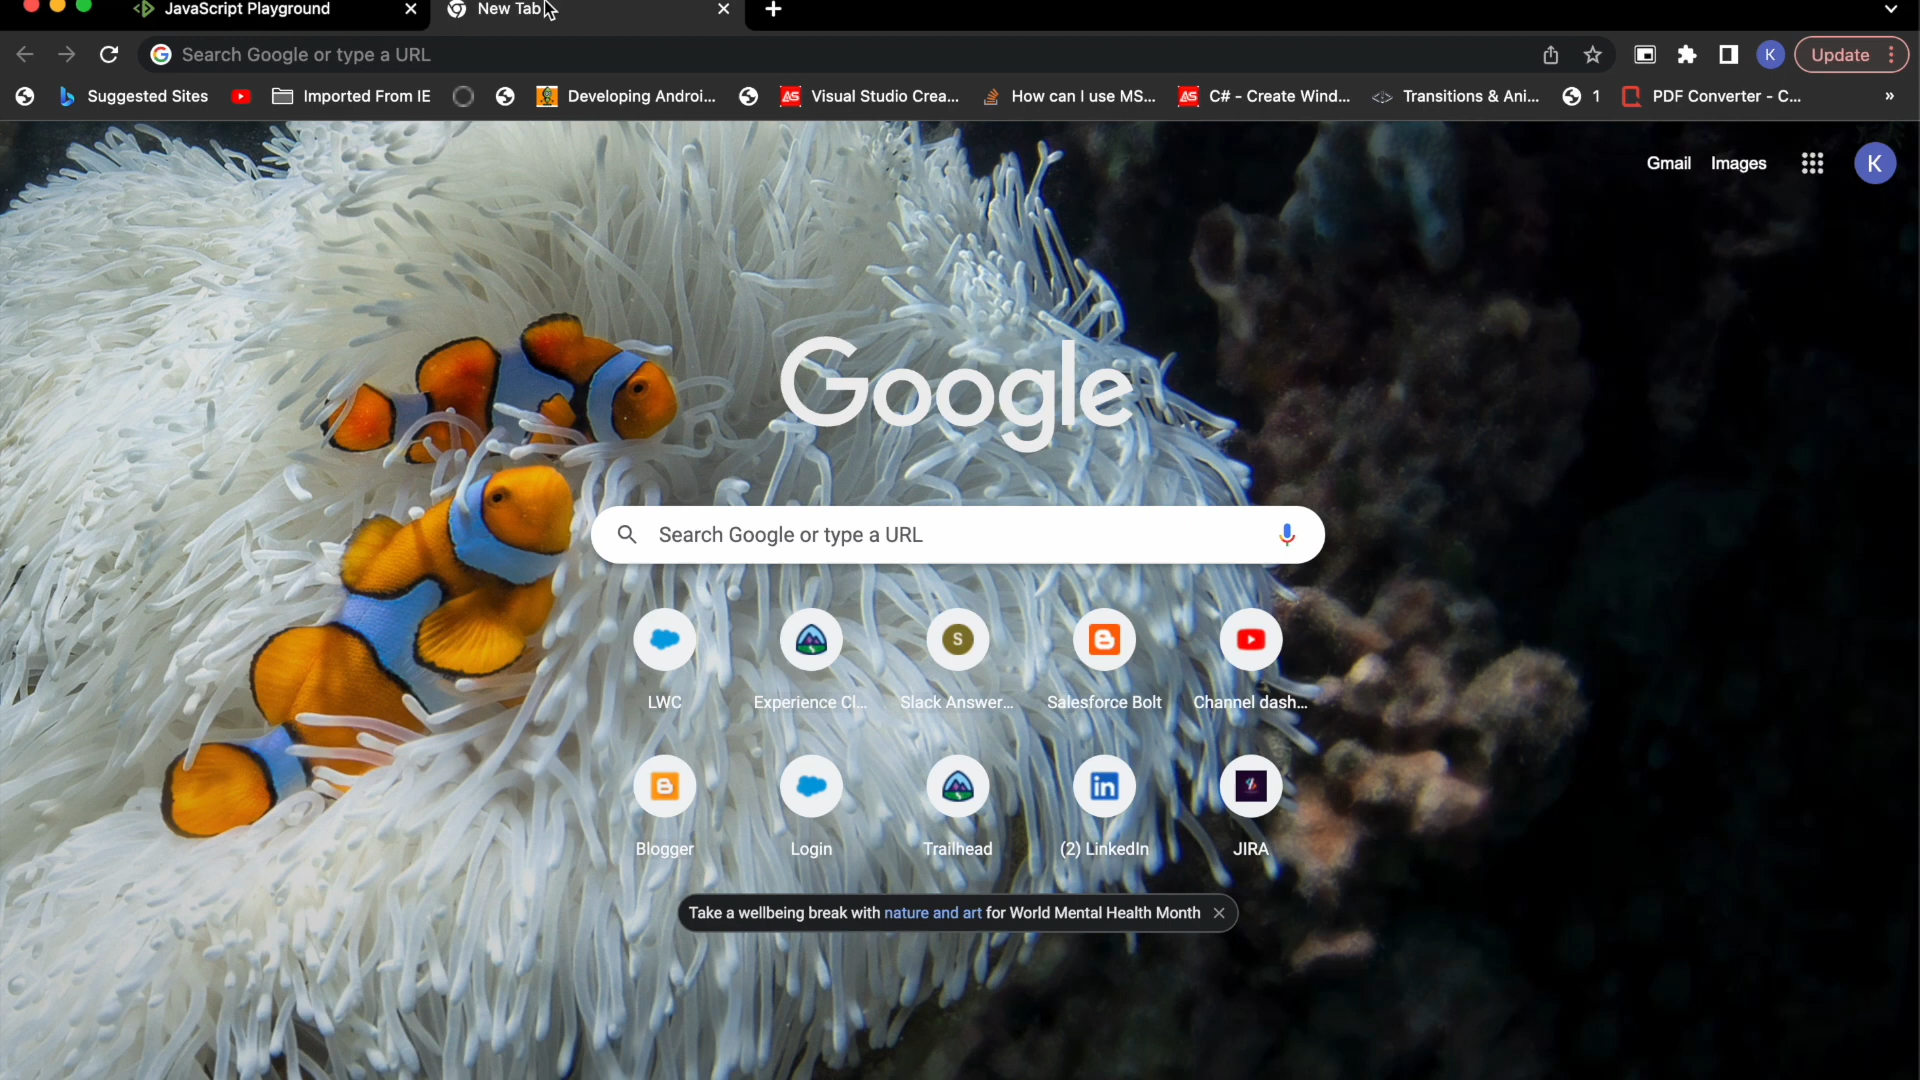 JavaScript Playground
New Tab
Search Google or type a URL
Update
Suggested Sites
Imported From IE
Developing Androi...
AS
Visual Studio Crea...
How can I use MS...
AS
C# - Create Wind...
Transitions & Ani...
1
PDF Converter - C...
K
Gmail
Images
K
Google
Search Google or type a URL
S
LWC
Experience Cl...
Slack Answer...
Salesforce Bolt
Channel dash...
in
Blogger
Login
Trailhead
(2) LinkedIn
JIRA
Take a wellbeing break with nature and art for World Mental Health Month